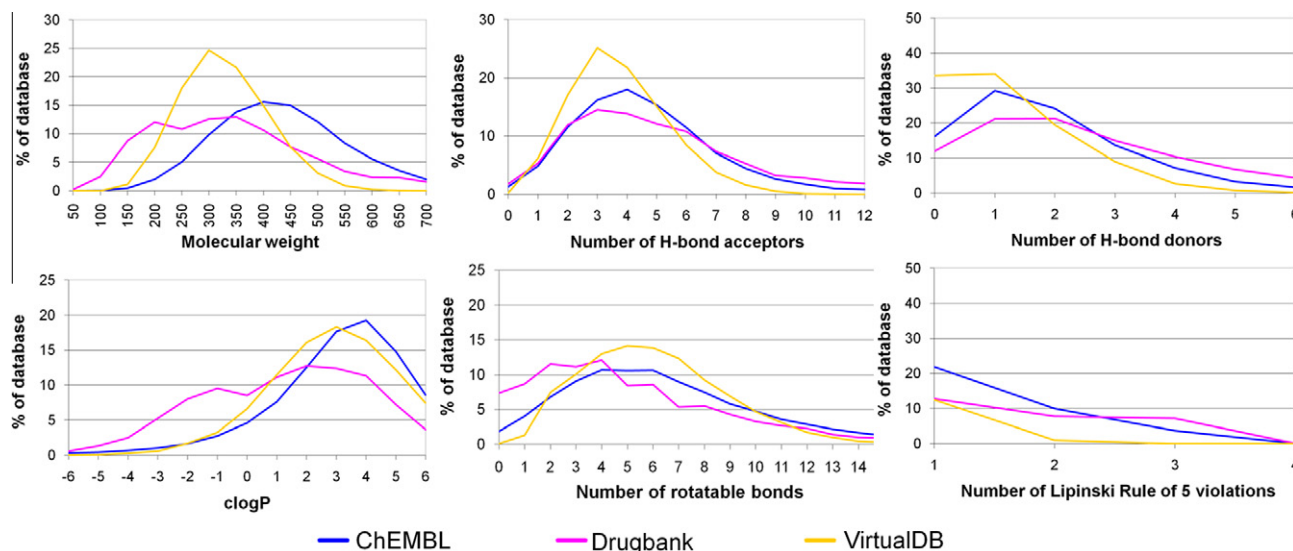 % of database
30
25
20
15
10
5
0
50 100 150 200 250 300 350 400 450 500 550 600 650 700
Molecular weight
% of database
30
20
10
0
0 1 2 3 4 5 6 7 8 9 10 11 12
Number of H-bond acceptors
% of database
50
40
30
20
10
0
0 1 2 3 4 5 6
Number of H-bond donors
% of database
25
20
15
10
5
0
-6 -5 -4 -3 -2 -1 0 1 2 3 4 5 6
clogP
% of database
25
20
15
10
5
0
0 1 2 3 4 5 6 7 8 9 10 11 12 13 14
Number of rotatable bonds
% of database
50
40
30
20
10
0
1 2 3 4
Number of Lipinski Rule of 5 violations
ChEMBL Drugbank VirtualDB